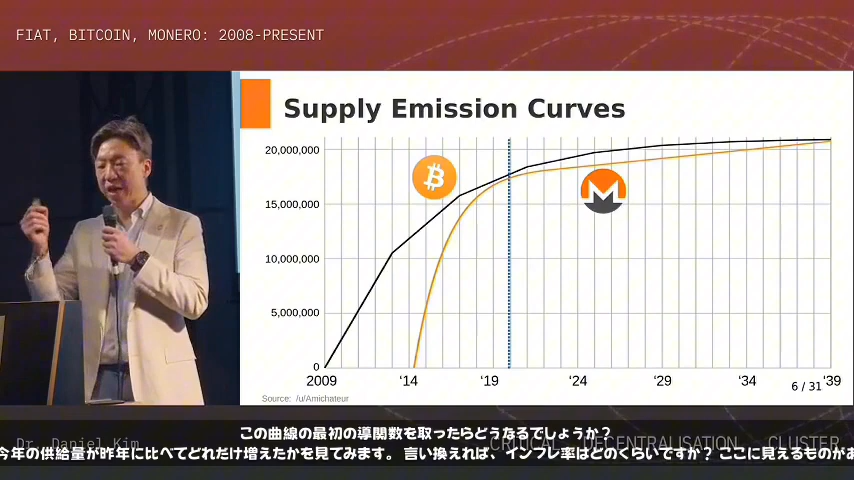 FIAT, BITCOIN, MONERO: 2008-PRESENT
Supply Emission Curves
20,000,000
15,000,000
10,000,000
5,000,000
0
2009 '14 '19 '24 '29 '34 '39
6 / 31
Source: /u/Amichateur
Dr. Daniel Kim
DECENTRALISATION CLUSTER
この曲線の最初の導関数を取ったらどうなるでしょうか？
今年の供給量が昨年に比べてどれだけ増えたかを見てみます。 言い換えれば、インフレ率はどのくらいですか？ ここに見えるものが